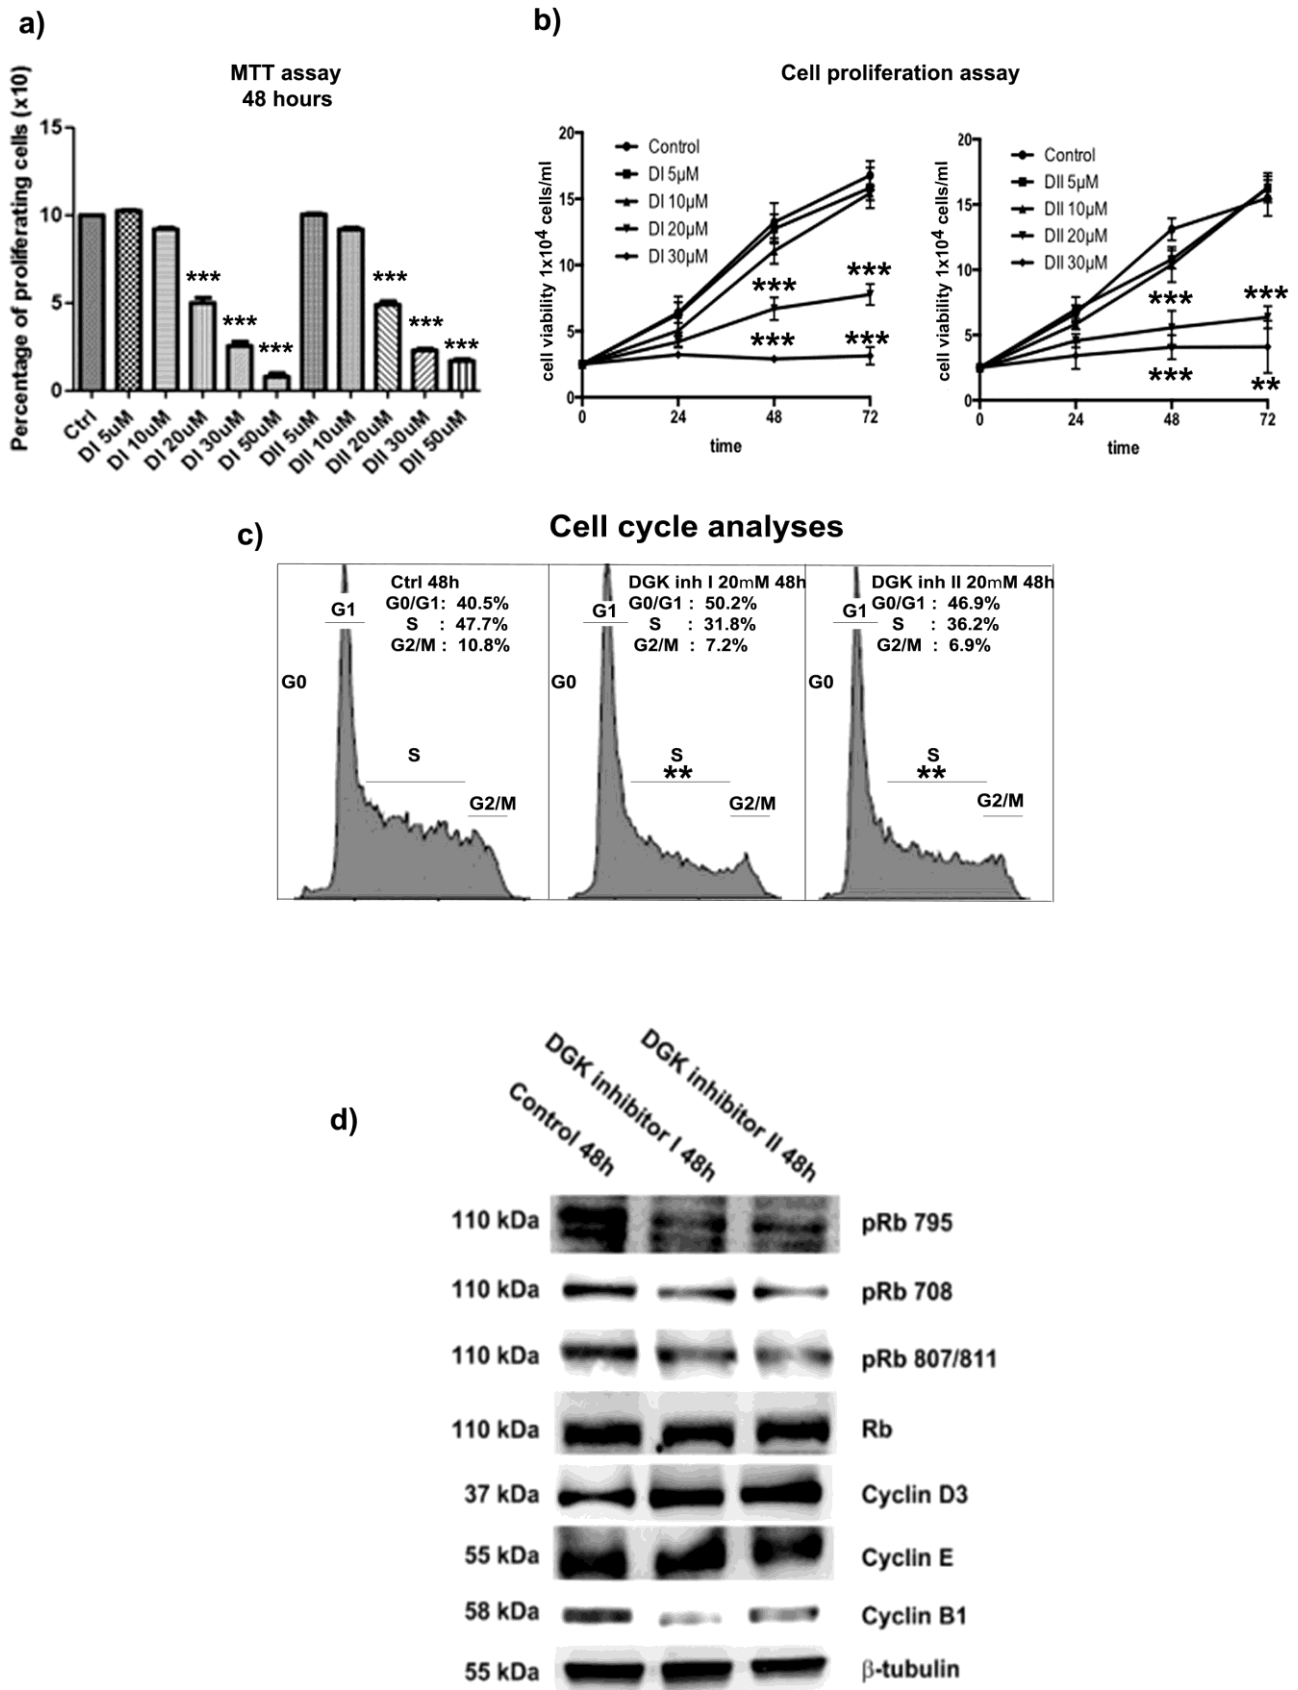 a)
MTT assay
48 hours
Percentage of proliferating cells (x10)
15
10
5
0
Ctrl
DI 5uM
DI 10uM
DI 20uM
DI 30uM
DI 50uM
DII 5uM
DII 10uM
DII 20uM
DII 30uM
DII 50uM
***
***
***
***
***
***
b)
Cell proliferation assay
cell viability 1x10⁴ cells/ml
20
15
10
5
0
0
24
48
72
time
Control
DI 5µM
DI 10µM
DI 20µM
DI 30µM
***
***
***
***
cell viability 1x10⁴ cells/ml
20
15
10
5
0
0
24
48
72
time
Control
DII 5µM
DII 10µM
DII 20µM
DII 30µM
***
***
***
**
c)
Cell cycle analyses
Ctrl 48h
G0/G1 : 40.5%
S : 47.7%
G2/M : 10.8%
G1
G0
S
G2/M
DGK inh I 20mM 48h
G0/G1 : 50.2%
S : 31.8%
G2/M : 7.2%
G1
G0
S
**
G2/M
DGK inh II 20mM 48h
G0/G1 : 46.9%
S : 36.2%
G2/M : 6.9%
G1
G0
S
**
G2/M
d)
Control 48h
DGK inhibitor I 48h
DGK inhibitor II 48h
110 kDa pRb 795
110 kDa pRb 708
110 kDa pRb 807/811
110 kDa Rb
37 kDa Cyclin D3
55 kDa Cyclin E
58 kDa Cyclin B1
55 kDa β-tubulin